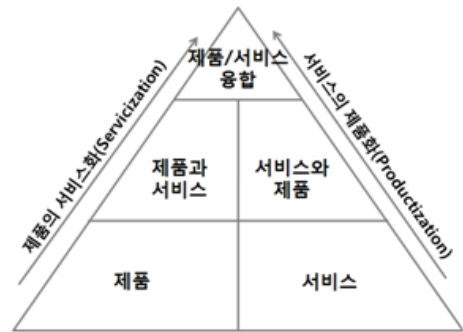 제품/서비스
융합
제품의 서비스화(Servicization)
서비스의 제품화(Productization)
제품과
서비스
서비스와
제품
제품
서비스